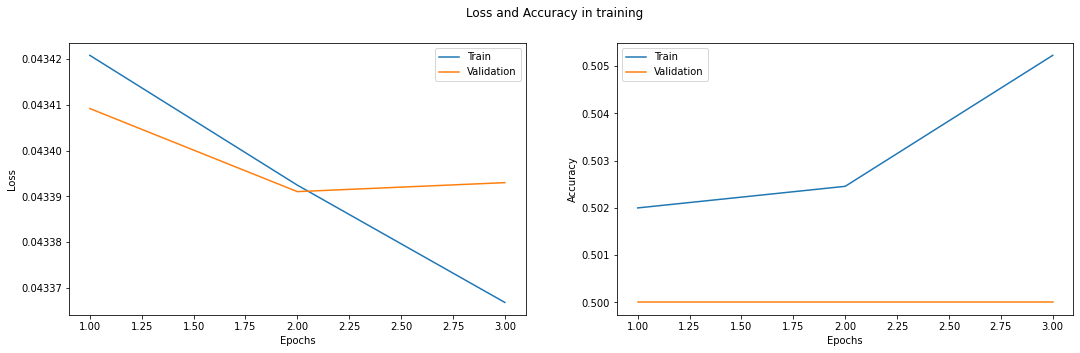 Loss and Accuracy in training
Train
Validation
0.04342
0.04341
0.04340
0.04339
0.04338
0.04337
Loss
1.00 1.25 1.50 1.75 2.00 2.25 2.50 2.75 3.00
Epochs
Train
Validation
0.505
0.504
0.503
0.502
0.501
0.500
Accuracy
1.00 1.25 1.50 1.75 2.00 2.25 2.50 2.75 3.00
Epochs